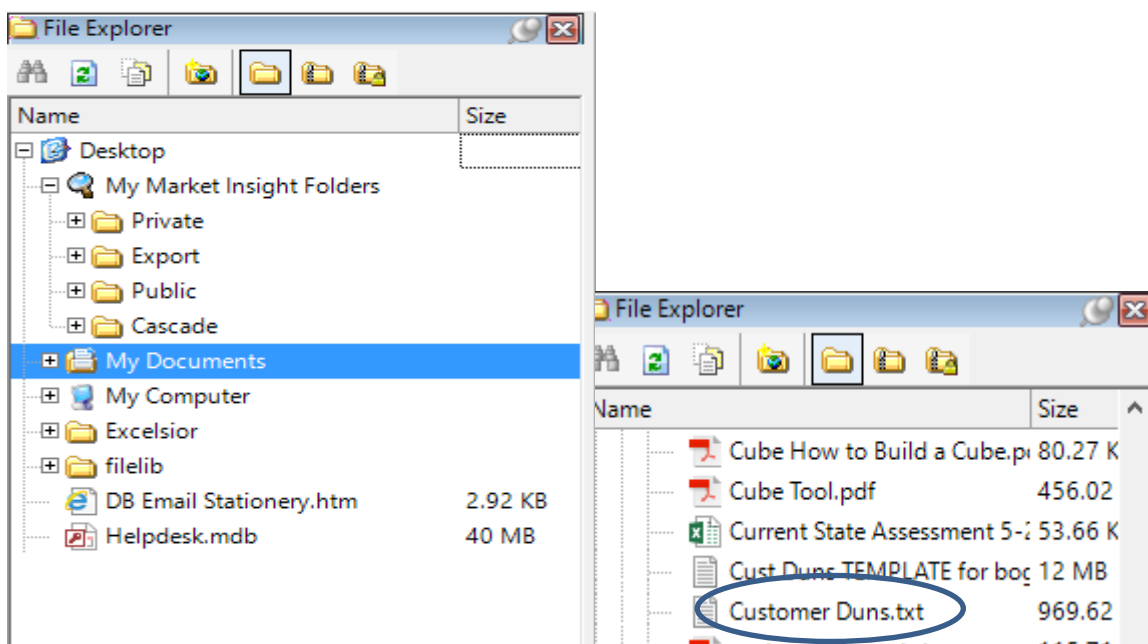 File Explorer
Name Size
Desktop
My Market Insight Folders
Private
Export
Public
Cascade
My Documents
My Computer
Excelsior
filelib
DB Email Stationery.htm 2.92 KB
Helpdesk.mdb 40 MB
File Explorer
Name Size
Cube How to Build a Cube.p 80.27 K
Cube Tool.pdf 456.02
Current State Assessment 5-2 53.66 K
Cust Duns TEMPLATE for bog 12 MB
Customer Duns.txt 969.62